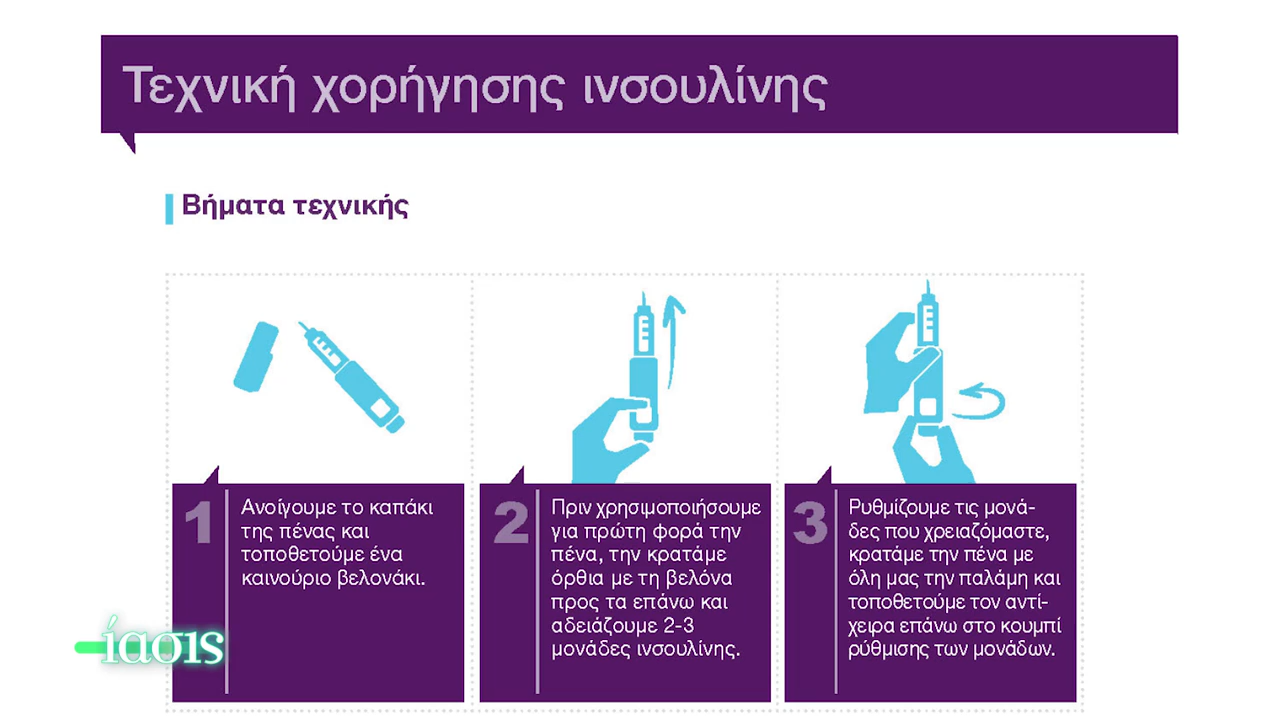 Τεχνική χορήγησης ινσουλίνης
Βήματα τεχνικής
1
Ανοίγουμε το καπάκι
της πένας και
τοποθετούμε ένα
καινούριο βελονάκι.
2
Πριν χρησιμοποιήσουμε
για πρώτη φορά την
πένα, την κρατάμε
όρθια με τη βελόνα
προς τα επάνω και
αδειάζουμε 2-3
μονάδες ινσουλίνης.
3
Ρυθμίζουμε τις μονά-
δες που χρειαζόμαστε,
κρατάμε την πένα με
όλη μας την παλάμη και
τοποθετούμε τον αντί-
χειρα επάνω στο κουμπί
ρύθμισης των μονάδων.
ίασις